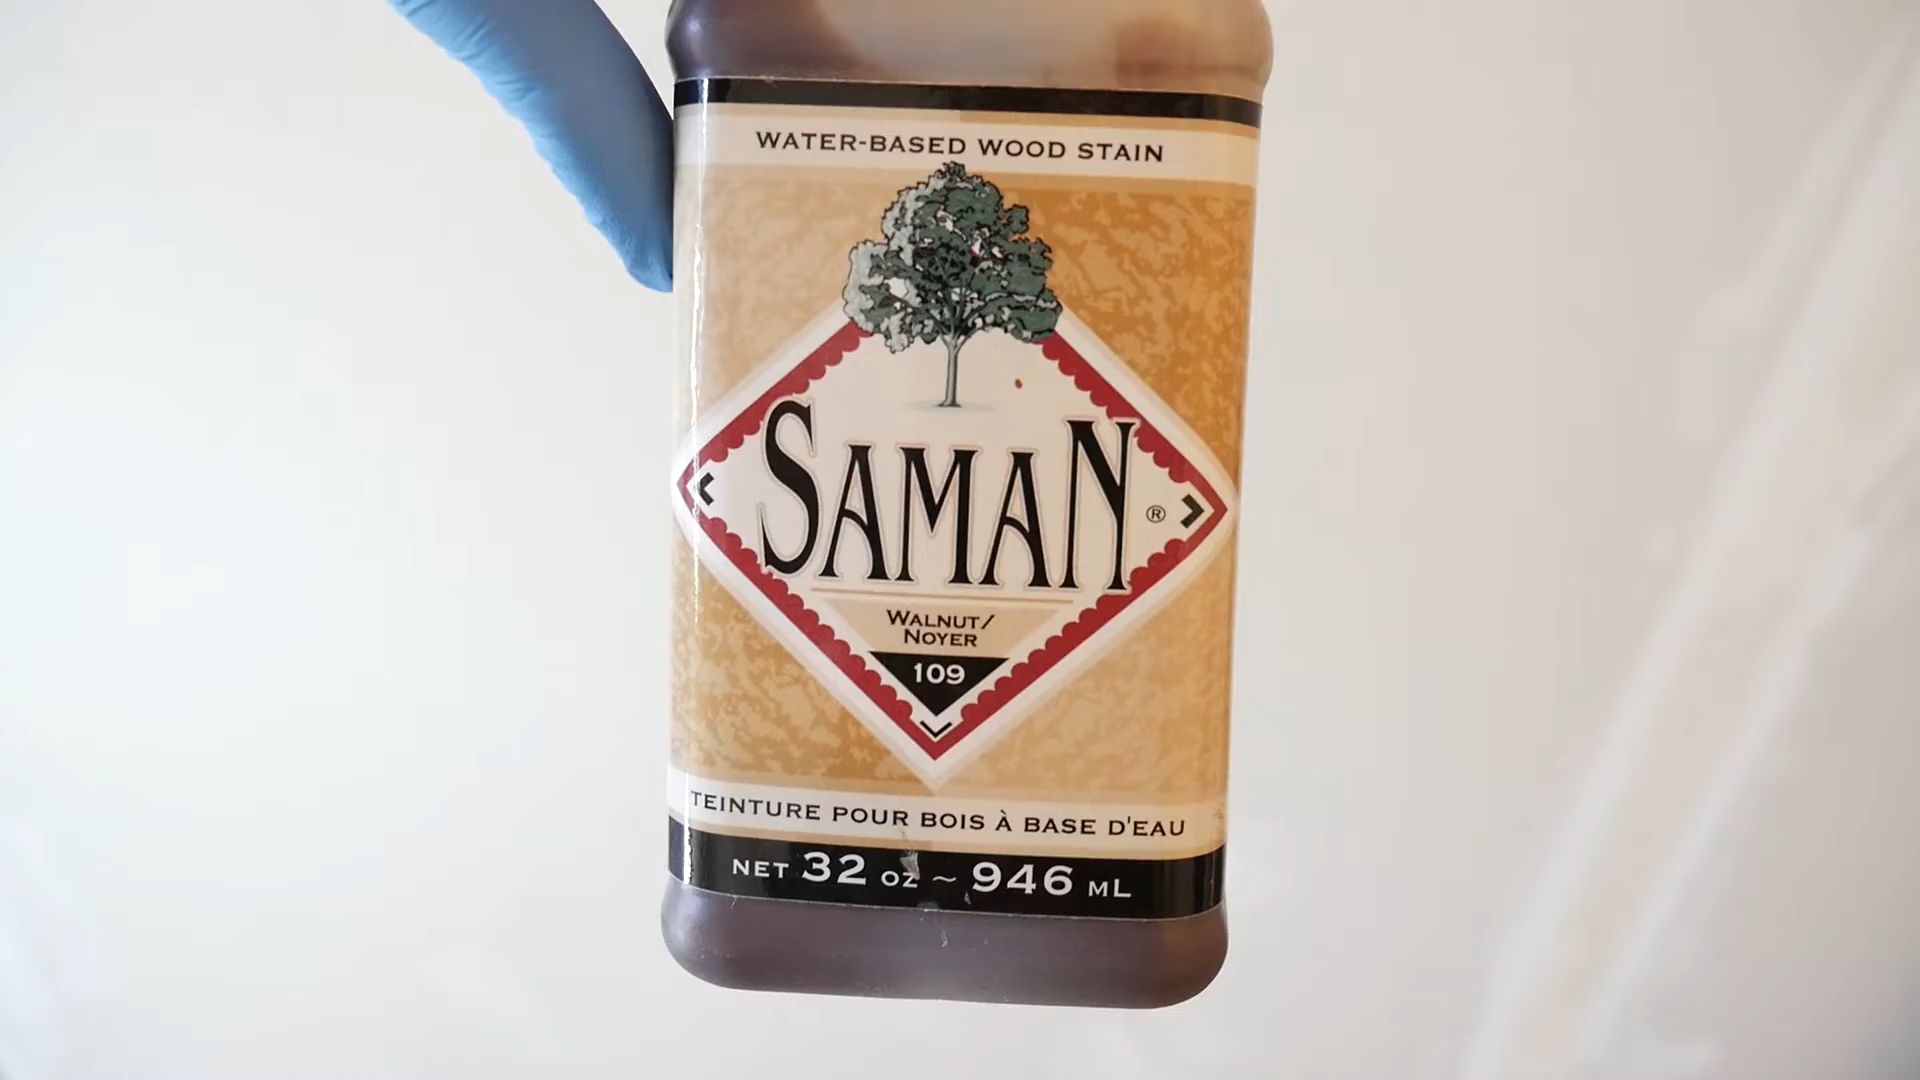 WATER-BASED WOOD STAIN
SAMAN®
WALNUT/
NOYER
109
TEINTURE POUR BOIS À BASE D'EAU
NET 32 OZ ~ 946 mL